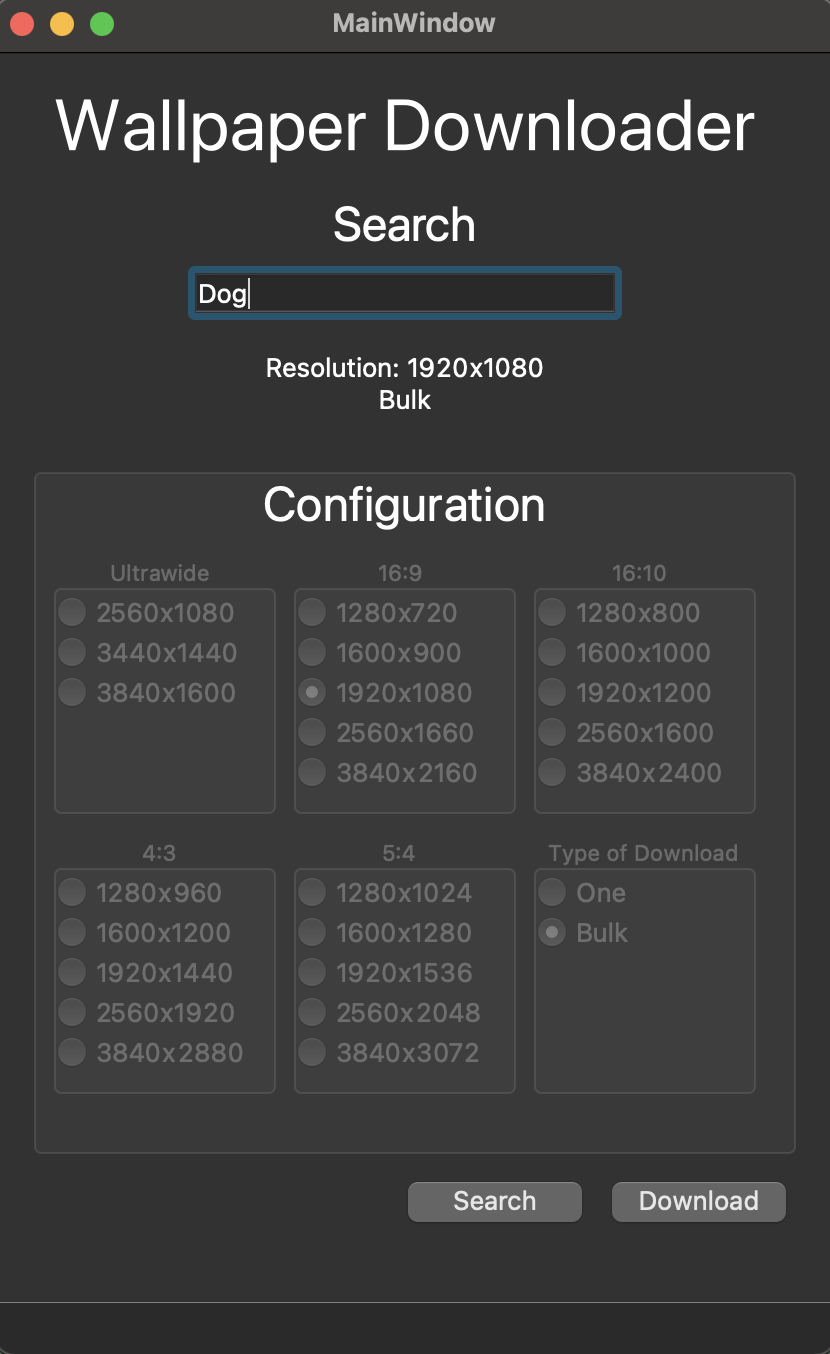 MainWindow
Wallpaper Downloader
Search
Dog
Resolution: 1920x1080
Bulk
Configuration
Ultrawide
2560x1080
3440x1440
3840x1600
16:9
1280x720
1600x900
1920x1080
2560x1660
3840x2160
16:10
1280x800
1600x1000
1920x1200
2560x1600
3840x2400
4:3
1280x960
1600x1200
1920x1440
2560x1920
3840x2880
5:4
1280x1024
1600x1280
1920x1536
2560x2048
3840x3072
Type of Download
One
Bulk
Search
Download